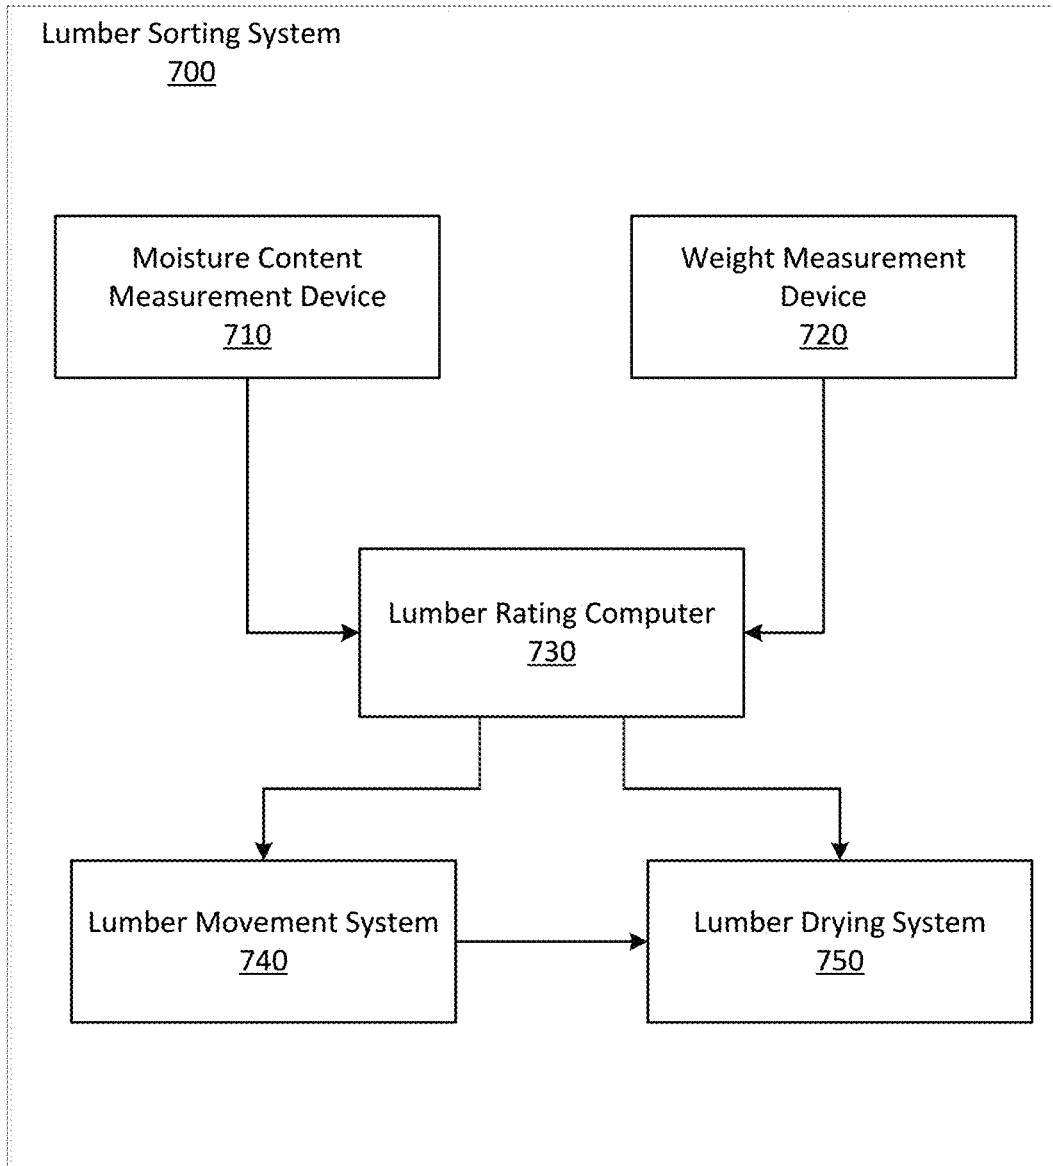 Lumber Sorting System
700
Moisture Content
Measurement Device
710
Weight Measurement
Device
720
Lumber Rating Computer
730
Lumber Movement System
740
Lumber Drying System
750